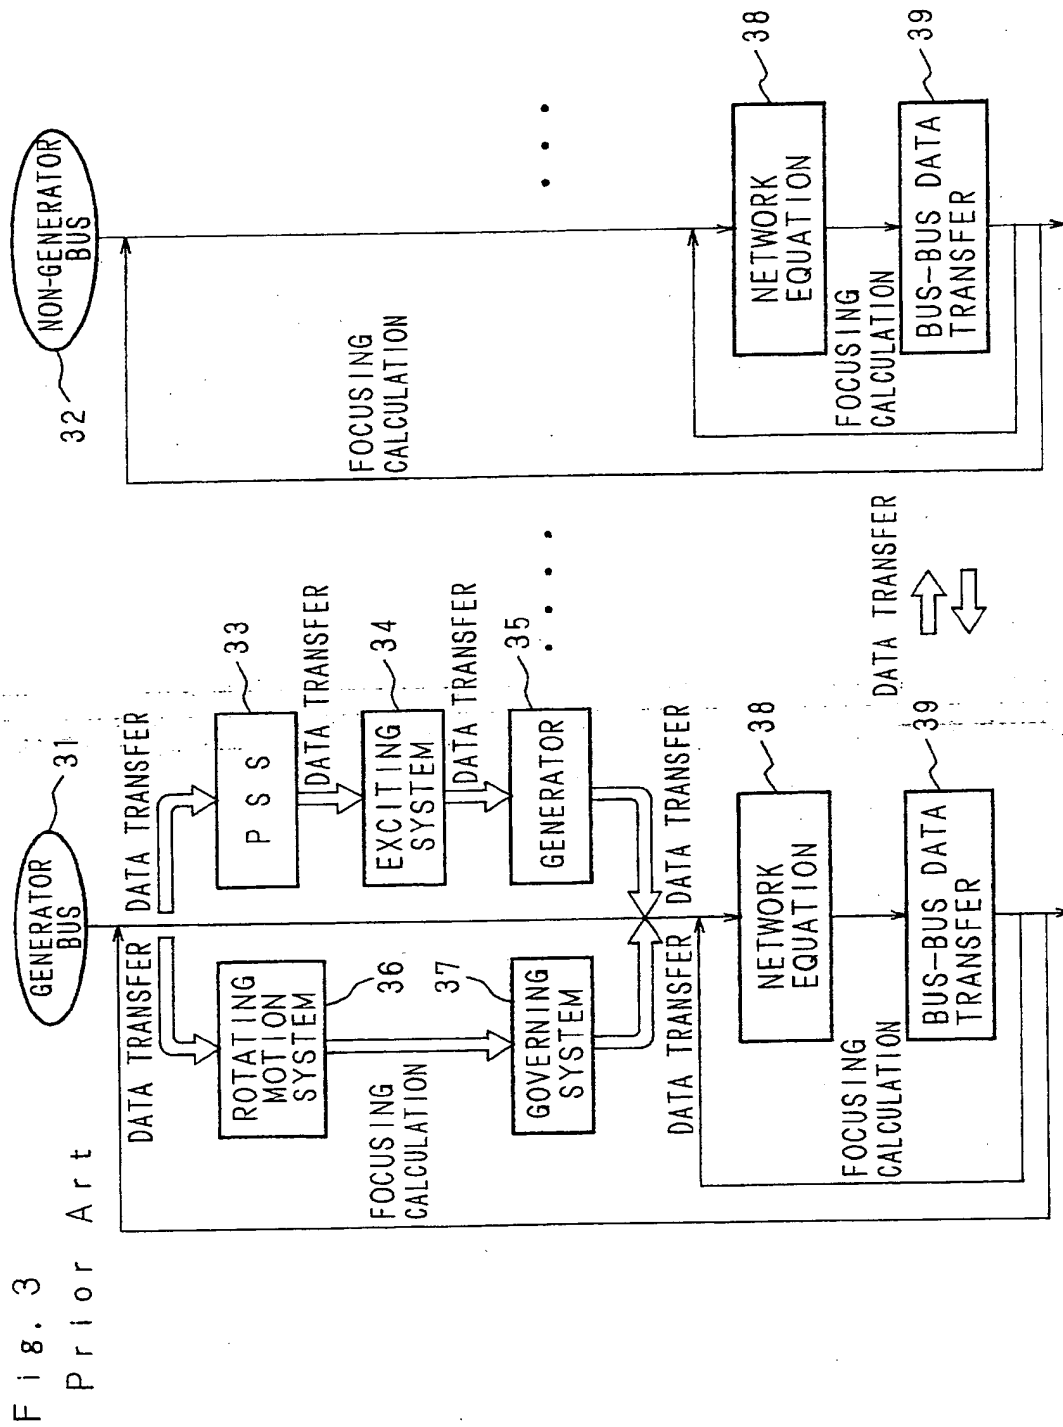 Fig. 3
Prior Art
GENERATOR
BUS
31
DATA TRANSFER
DATA TRANSFER
ROTATING
MOTION
SYSTEM
36
P S S
33
DATA TRANSFER
EXCITING
SYSTEM
34
DATA TRANSFER
FOCUSING
CALCULATION
GOVERNING
SYSTEM
37
GENERATOR
35
DATA TRANSFER
DATA TRANSFER
NETWORK
EQUATION
38
FOCUSING
CALCULATION
BUS-BUS DATA
TRANSFER
39
DATA TRANSFER
NON-GENERATOR
BUS
32
FOCUSING
CALCULATION
NETWORK
EQUATION
38
FOCUSING
CALCULATION
BUS-BUS DATA
TRANSFER
39